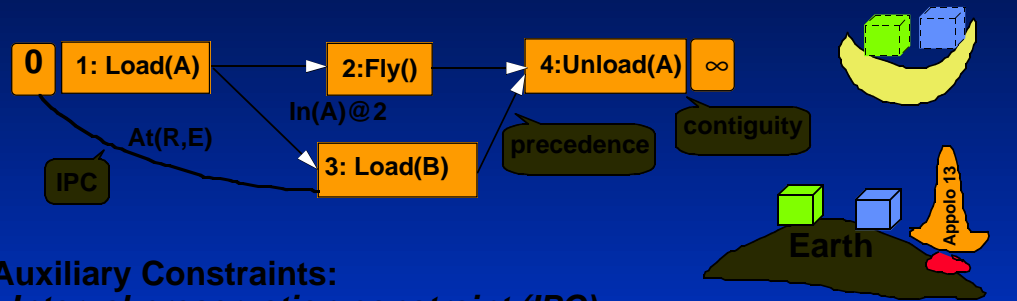 0
1: Load(A)
2:Fly()
4:Unload(A)
∞
In(A)@2
At(R,E)
IPC
3: Load(B)
precedence
contiguity
Appolo 13
Earth
Auxiliary Constraints:
(IPC)